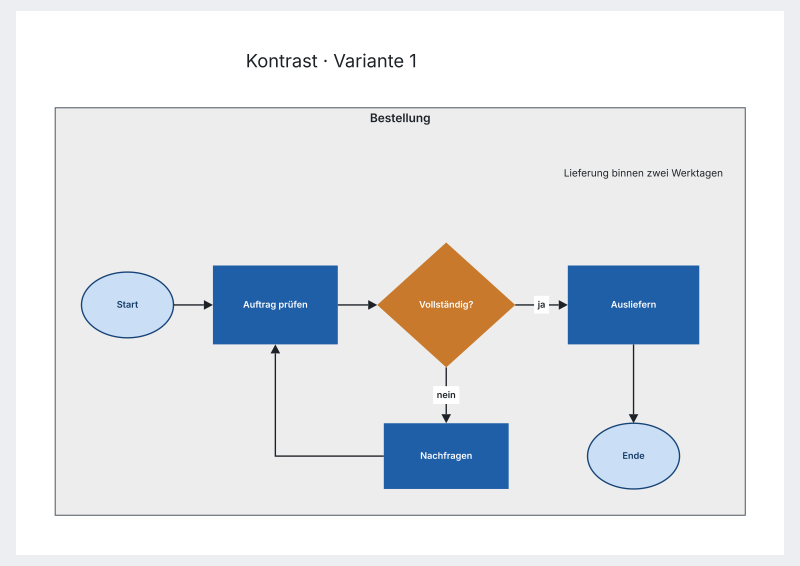 Kontrast · Variante 1
Bestellung
Lieferung binnen zwei Werktagen
Start
Auftrag prüfen
Vollständig?
ja
Ausliefern
nein
Nachfragen
Ende